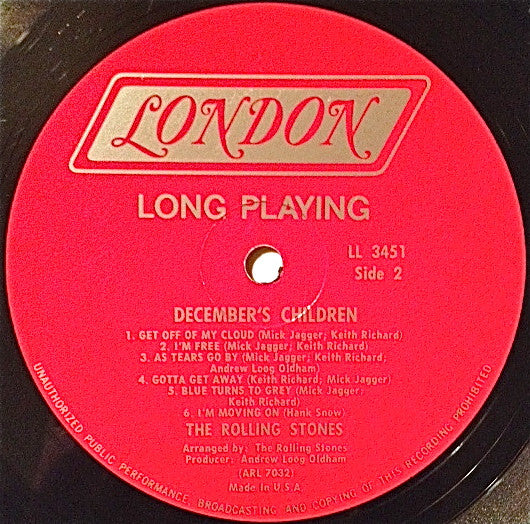 LONDON
LONG PLAYING
LL 3451
Side 2
DECEMBER'S CHILDREN
1. GET OFF OF MY CLOUD (Mick Jagger; Keith Richard)
2. I'M FREE (Mick Jagger; Keith Richard)
3. AS TEARS GO BY (Mick Jagger; Keith Richard;
Andrew Loog Oldham)
4. GOTTA GET AWAY (Keith Richard; Mick Jagger)
5. BLUE TURNS TO GREY (Mick Jagger;
Keith Richard)
6. I'M MOVING ON (Hank Snow)
THE ROLLING STONES
Arranged by: The Rolling Stones
Producer: Andrew Loog Oldham
(ARL 7032)
Made in U.S.A.
UNAUTHORIZED PUBLIC PERFORMANCE, BROADCASTING AND COPYING OF THIS RECORDING PROHIBITED